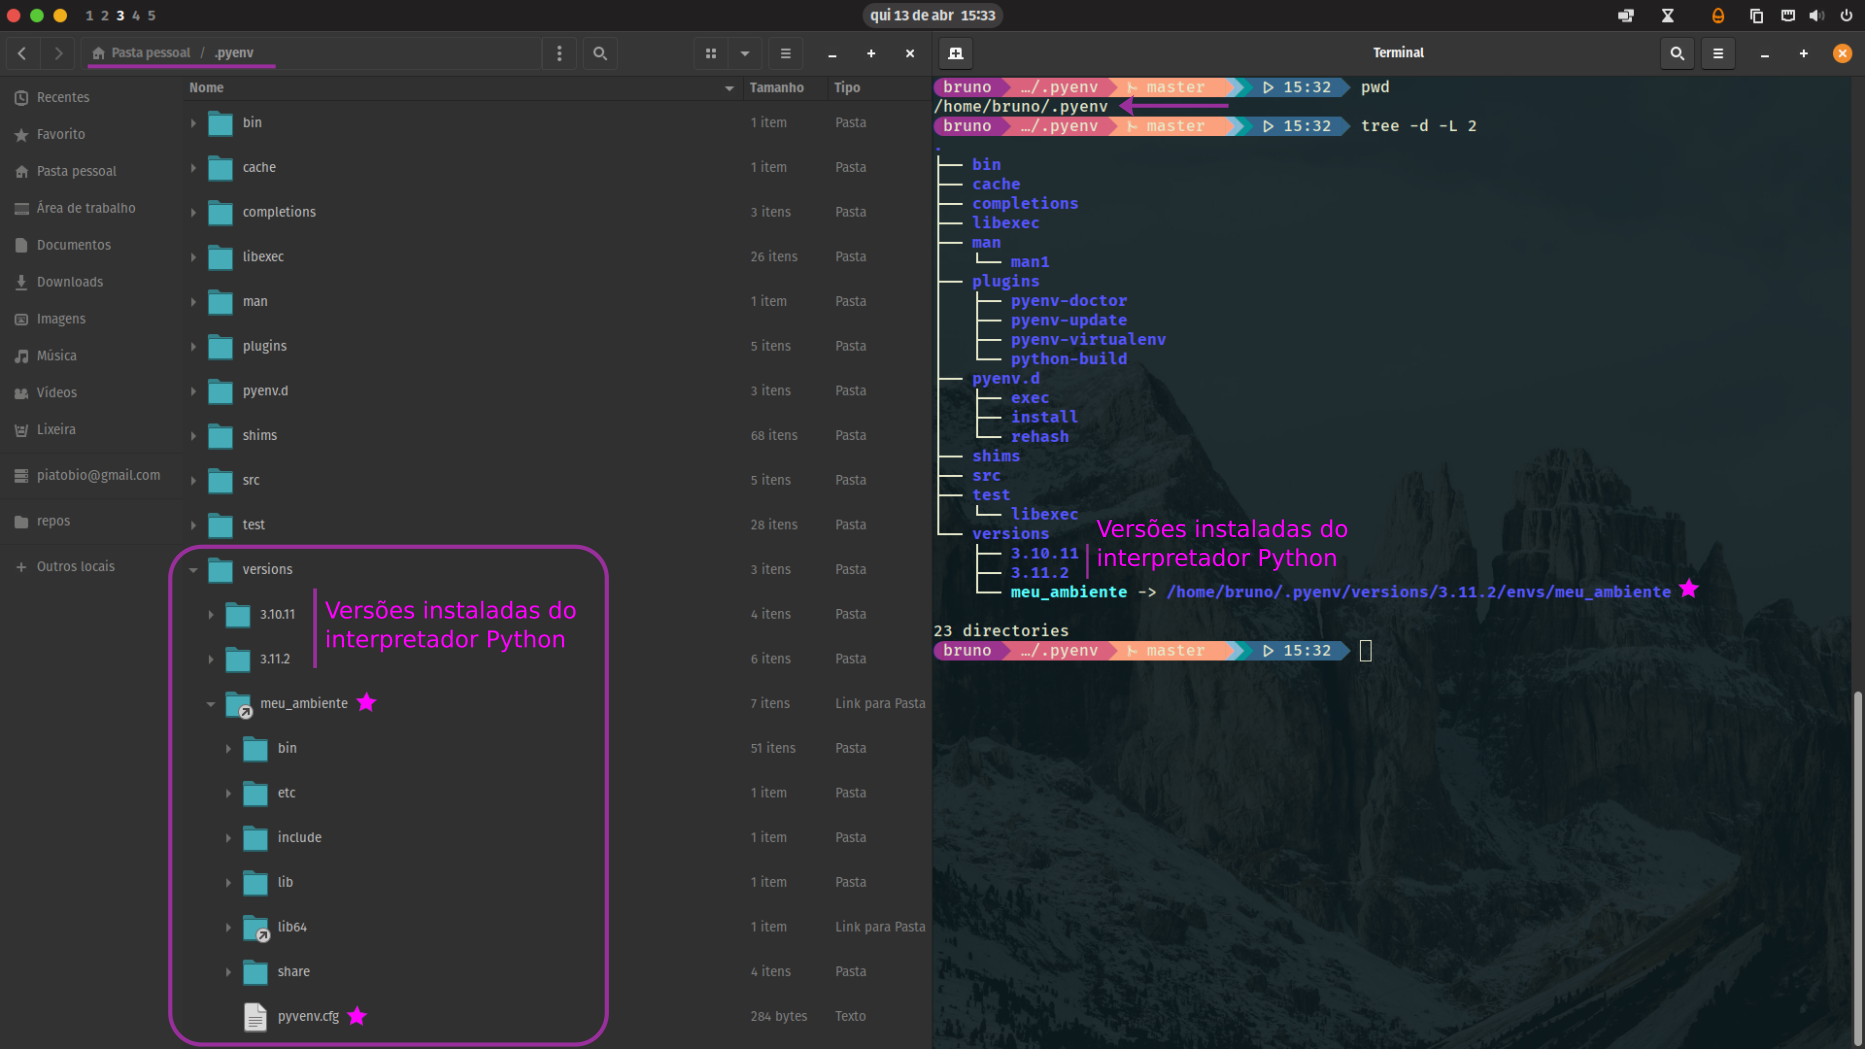 1 2 3 4 5
qui 13 de abr 15:33
Pasta pessoal / .pyenv
Recentes
Favorito
Pasta pessoal
Área de trabalho
Documentos
Downloads
Imagens
Música
Vídeos
Lixeira
piatobio@gmail.com
repos
+ Outros locais
Nome Tamanho Tipo
bin 1 item Pasta
cache 1 item Pasta
completions 3 itens Pasta
libexec 26 itens Pasta
man 1 item Pasta
plugins 5 itens Pasta
pyenv.d 3 itens Pasta
shims 68 itens Pasta
src 5 itens Pasta
test 28 itens Pasta
versions 3 itens Pasta
3.10.11 4 itens Pasta
3.11.2 6 itens Pasta
Versões instaladas do
interpretador Python
meu_ambiente 7 itens Link para Pasta
bin 51 itens Pasta
etc 1 item Pasta
include 1 item Pasta
lib 1 item Pasta
lib64 1 item Link para Pasta
share 4 itens Pasta
pyvenv.cfg 284 bytes Texto
Terminal
bruno …/.pyenv master 15:32 pwd
/home/bruno/.pyenv
bruno …/.pyenv master 15:32 tree -d -L 2
.
├── bin
├── cache
├── completions
├── libexec
├── man
│   └── man1
├── plugins
│   ├── pyenv-doctor
│   ├── pyenv-update
│   ├── pyenv-virtualenv
│   └── python-build
├── pyenv.d
│   ├── exec
│   ├── install
│   └── rehash
├── shims
├── src
├── test
│   └── libexec
└── versions
    ├── 3.10.11
    ├── 3.11.2
    └── meu_ambiente -> /home/bruno/.pyenv/versions/3.11.2/envs/meu_ambiente
Versões instaladas do
interpretador Python
23 directories
bruno …/.pyenv master 15:32